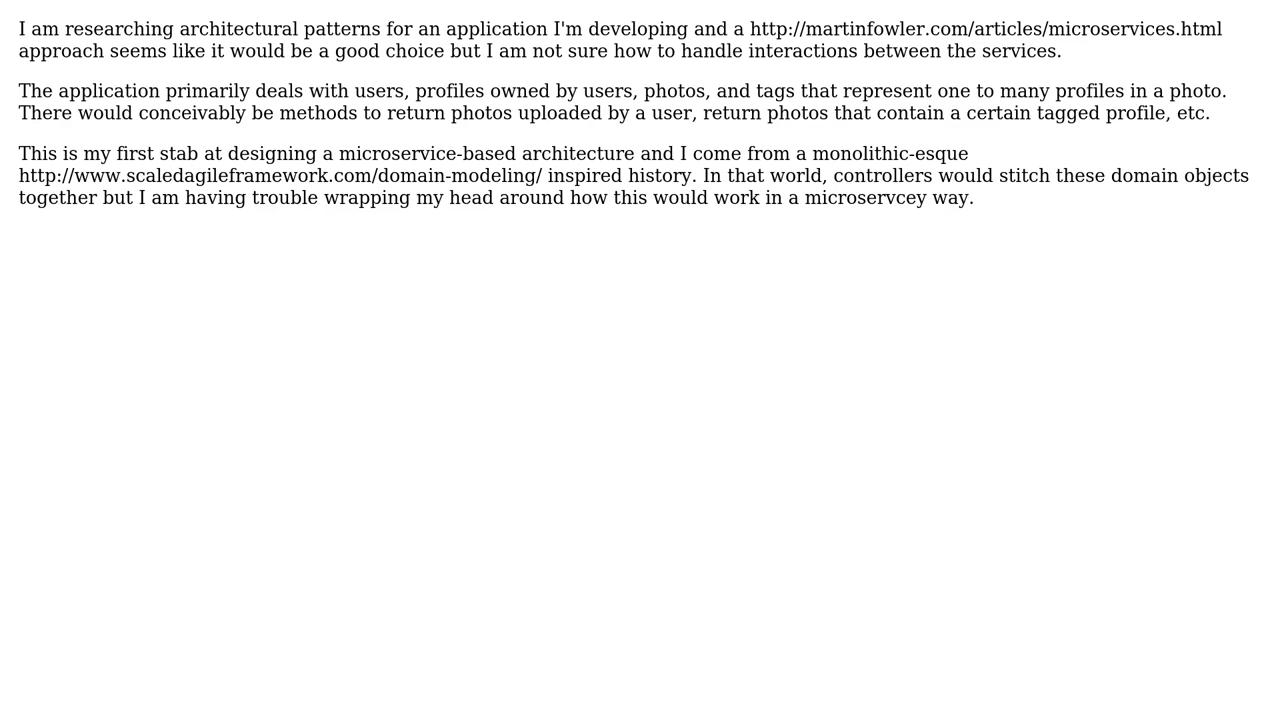 I am researching architectural patterns for an application I'm developing and a http://martinfowler.com/articles/microservices.html
approach seems like it would be a good choice but I am not sure how to handle interactions between the services.
The application primarily deals with users, profiles owned by users, photos, and tags that represent one to many profiles in a photo.
There would conceivably be methods to return photos uploaded by a user, return photos that contain a certain tagged profile, etc.
This is my first stab at designing a microservice-based architecture and I come from a monolithic-esque
http://www.scaledagileframework.com/domain-modeling/ inspired history. In that world, controllers would stitch these domain objects
together but I am having trouble wrapping my head around how this would work in a microservcey way.